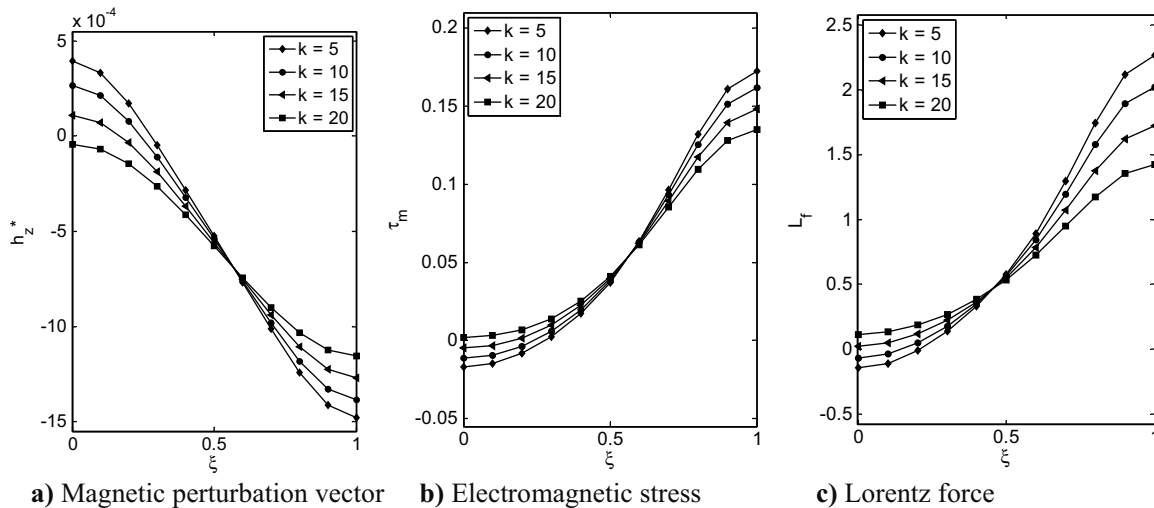 x 10⁻⁴
5
0
-5
-10
-15
0
0.5
1
h_z*
ξ
k = 5
k = 10
k = 15
k = 20
a) Magnetic perturbation vector
0.2
0.15
0.1
0.05
0
-0.05
0
0.5
1
τ_m
ξ
k = 5
k = 10
k = 15
k = 20
b) Electromagnetic stress
2.5
2
1.5
1
0.5
0
-0.5
0
0.5
1
L_f
ξ
k = 5
k = 10
k = 15
k = 20
c) Lorentz force